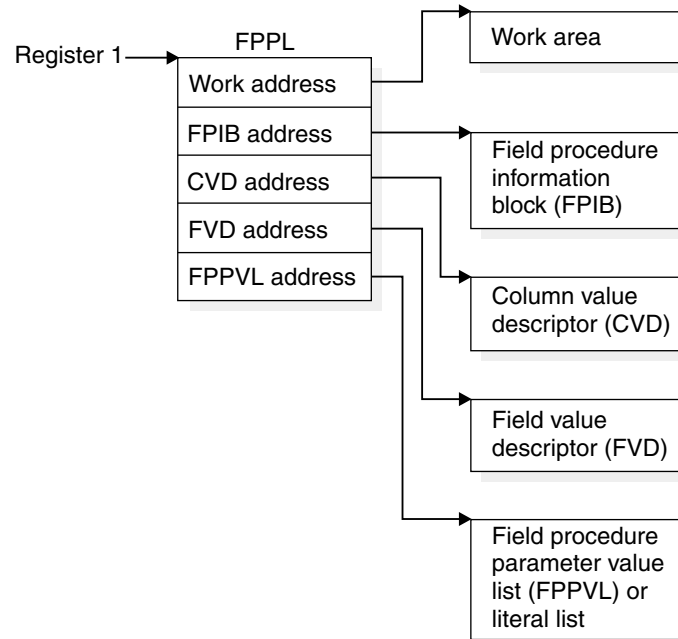 FPPL
Register 1
Work address
FPIB address
CVD address
FVD address
FPPVL address
Work area
Field procedure
information
block (FPIB)
Column value
descriptor (CVD)
Field value
descriptor (FVD)
Field procedure
parameter value
list (FPPVL) or
literal list